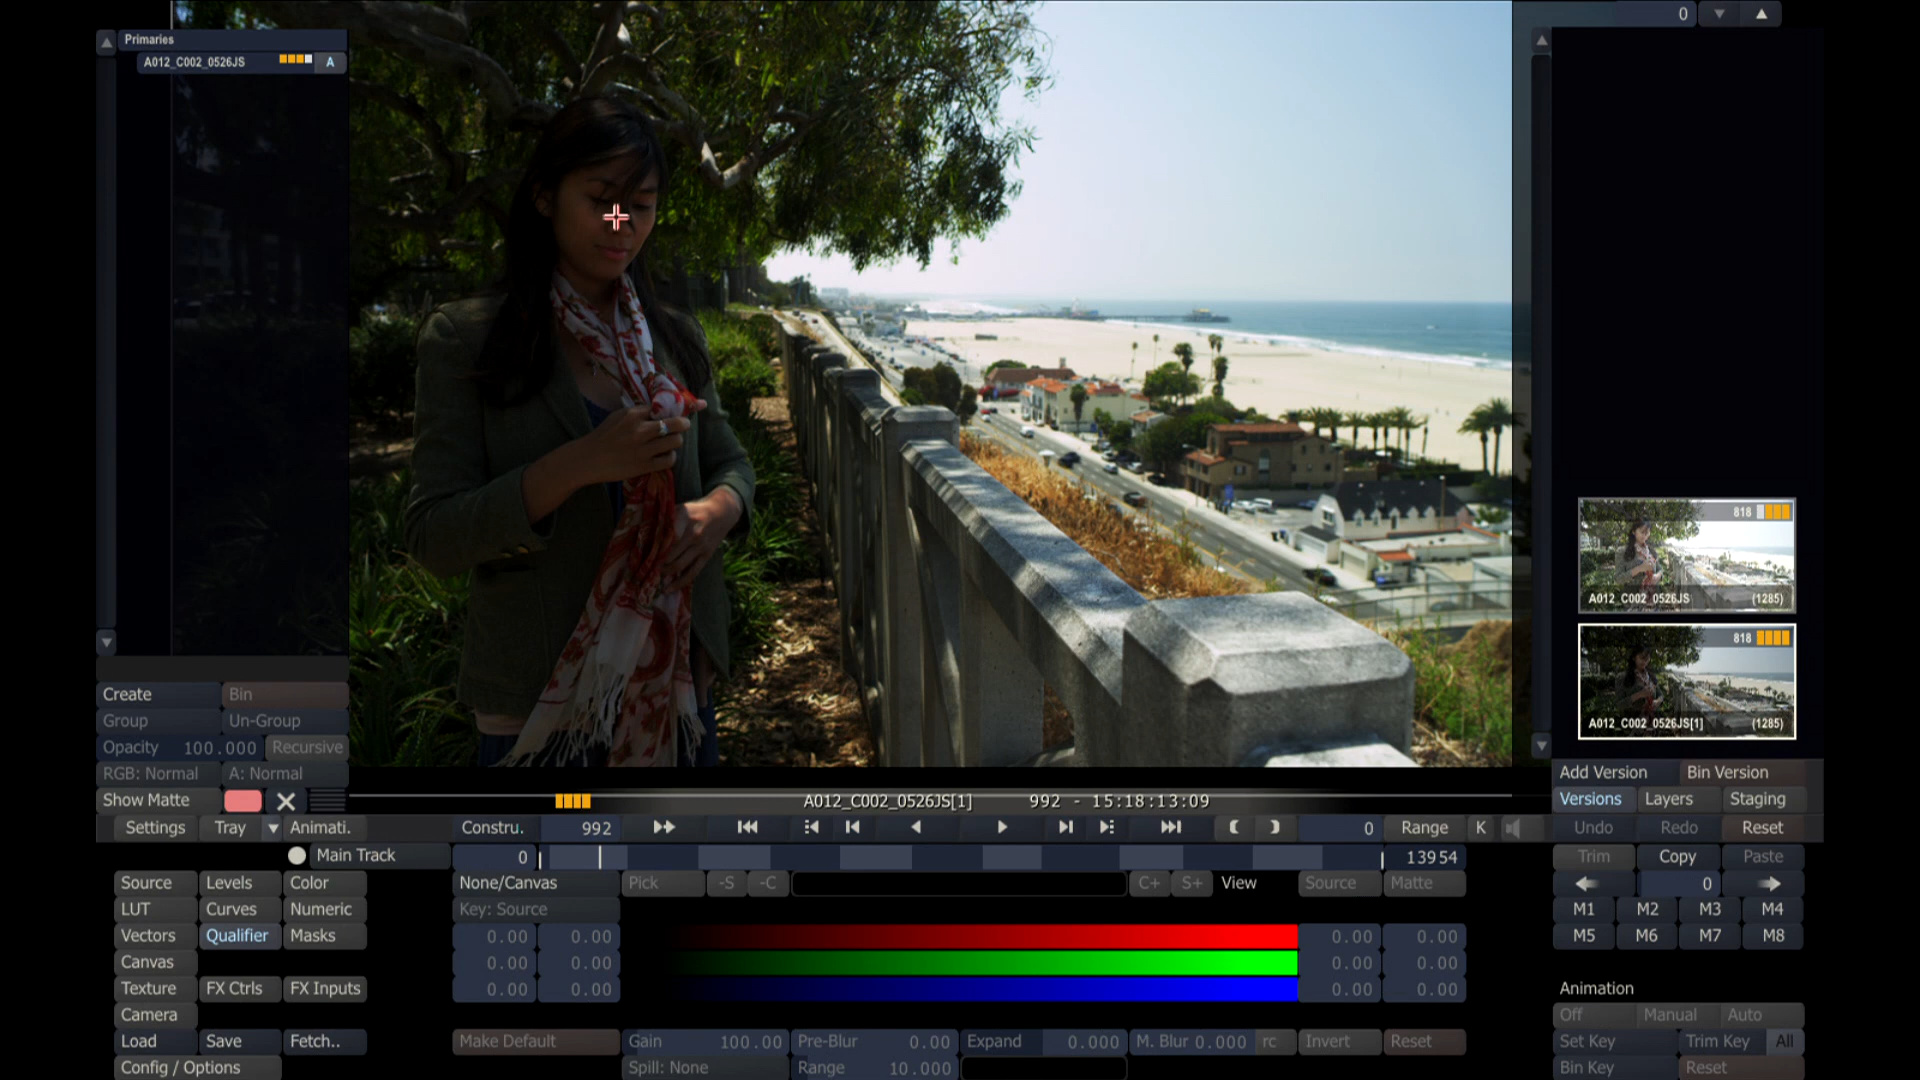 0
Primaries
A012_C002_0526JS A
818
A012_C002_0526JS (1285)
818
A012_C002_0526JS[1] (1285)
Create Bin
Group Un-Group
Opacity 100.000 Recursive
RGB: Normal A: Normal
Show Matte
A012_C002_0526JS[1] 992 - 15:18:13:09
Add Version Bin Version
Versions Layers Staging
Settings Tray Animati. Constru. 992 0 Range K Undo Redo Reset
Main Track 0 13954 Trim Copy Paste
Source Levels Color None/Canvas Pick -S -C C+ S+ View Source Matte 0
LUT Curves Numeric Key: Source M1 M2 M3 M4
Vectors Qualifier Masks 0.00 0.00 0.00 0.00 M5 M6 M7 M8
Canvas 0.00 0.00 0.00 0.00
Texture FX Ctrls FX Inputs 0.00 0.00 0.00 0.00 Animation
Camera Off Manual Auto
Load Save Fetch.. Make Default Gain 100.00 Pre-Blur 0.00 Expand 0.000 M. Blur 0.000 rc Invert Reset Set Key Trim Key All
Config / Options Spill: None Range 10.000 Bin Key Reset